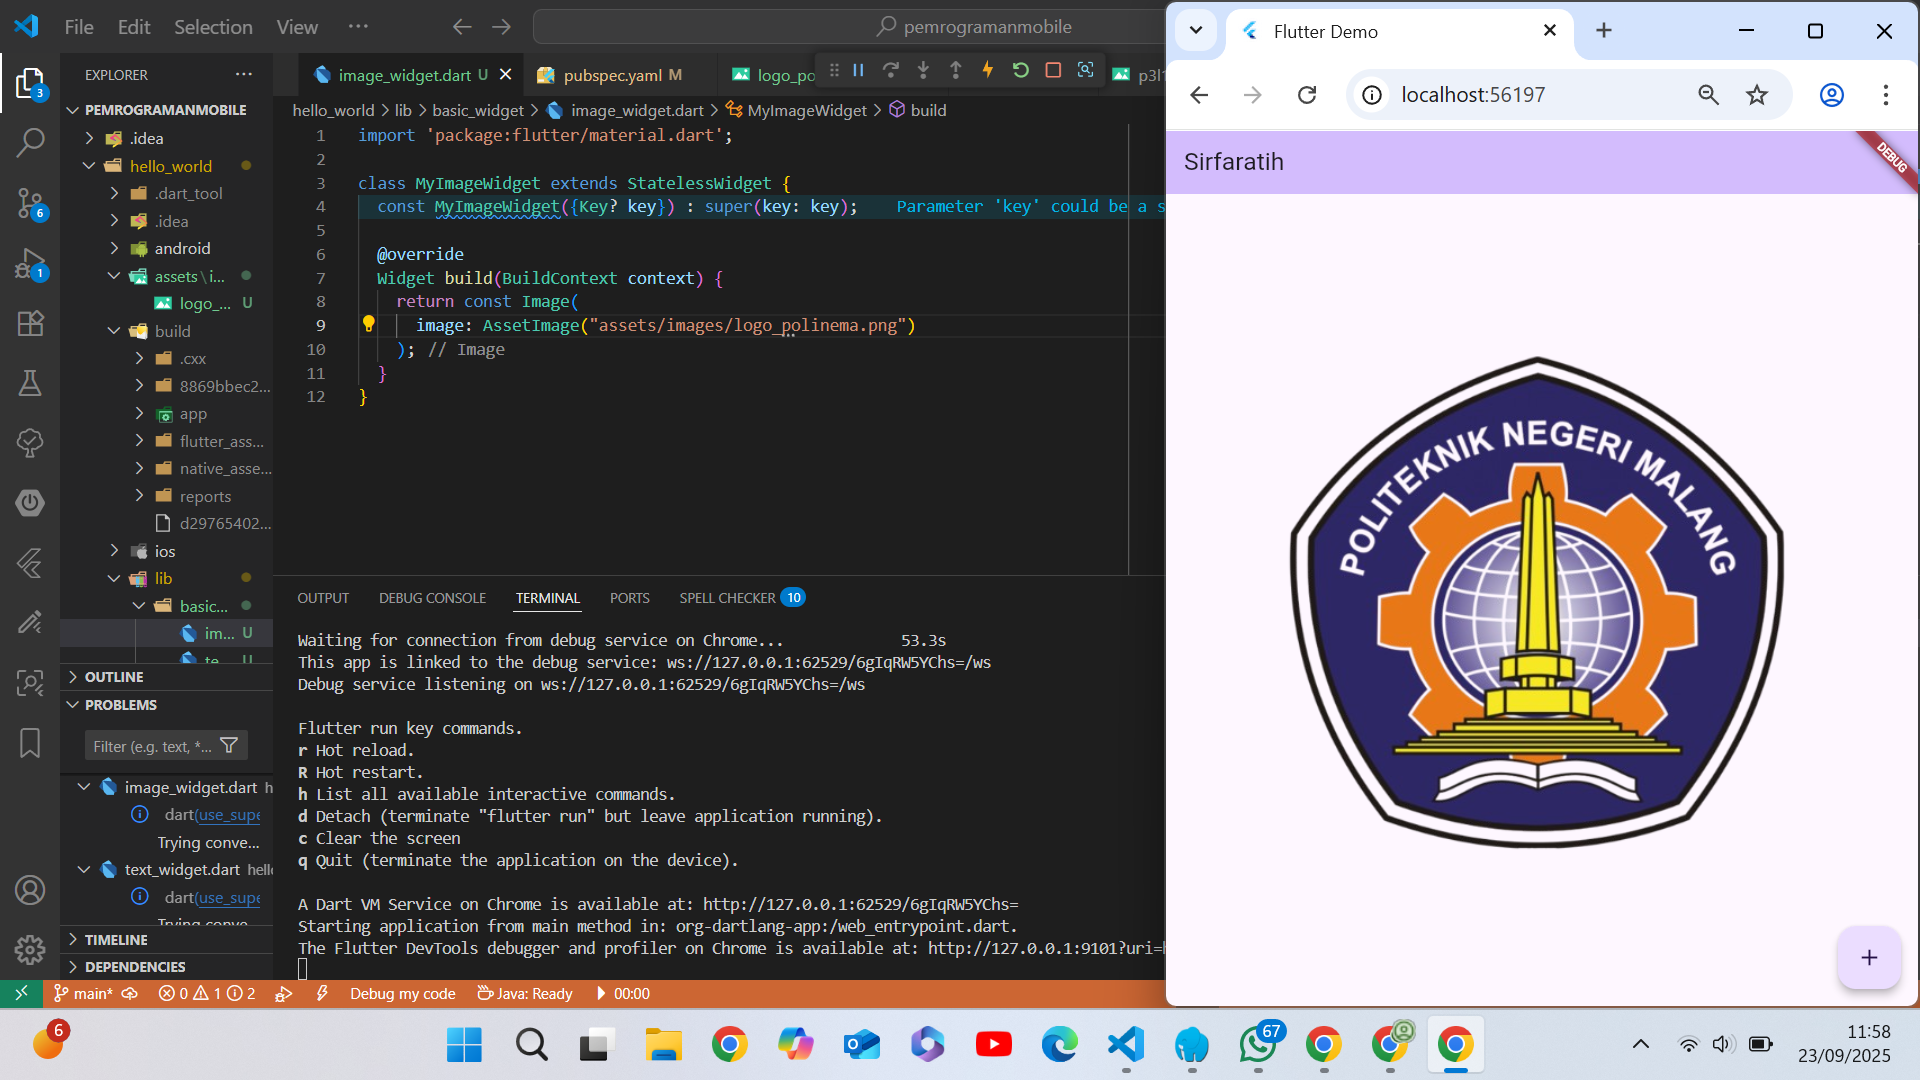 File Edit Selection View ···
pemrogramanmobile
EXPLORER
PEMROGRAMANMOBILE
.idea
hello_world
.dart_tool
.idea
android
assets\i...
logo_... U
build
.cxx
8869bbec2...
app
flutter_ass...
native_asse...
reports
d29765402...
ios
lib
basic...
im... U
OUTLINE
PROBLEMS
Filter (e.g. text, *...
image_widget.dart
dart(use_supe
Trying conve...
text_widget.dart
dart(use_supe
TIMELINE
DEPENDENCIES
image_widget.dart U
pubspec.yaml M
logo_po
hello_world > lib > basic_widget > image_widget.dart > MyImageWidget > build
1 import 'package:flutter/material.dart';
2
3 class MyImageWidget extends StatelessWidget {
4 const MyImageWidget({Key? key}) : super(key: key); Parameter 'key' could be a s
5
6 @override
7 Widget build(BuildContext context) {
8 return const Image(
9 image: AssetImage("assets/images/logo_polinema.png")
10 ); // Image
11 }
12 }
OUTPUT DEBUG CONSOLE TERMINAL PORTS SPELL CHECKER 10
Waiting for connection from debug service on Chrome... 53.3s
This app is linked to the debug service: ws://127.0.0.1:62529/6gIqRW5YChs=/ws
Debug service listening on ws://127.0.0.1:62529/6gIqRW5YChs=/ws
Flutter run key commands.
r Hot reload.
R Hot restart.
h List all available interactive commands.
d Detach (terminate "flutter run" but leave application running).
c Clear the screen
q Quit (terminate the application on the device).
A Dart VM Service on Chrome is available at: http://127.0.0.1:62529/6gIqRW5YChs=
Starting application from main method in: org-dartlang-app:/web_entrypoint.dart.
The Flutter DevTools debugger and profiler on Chrome is available at: http://127.0.0.1:9101?uri=
main* 0 1 2 Debug my code Java: Ready 00:00
Flutter Demo
localhost:56197
Sirfaratih
DEBUG
POLITEKNIK NEGERI MALANG
+
3
6
1
6
67
11:58
23/09/2025